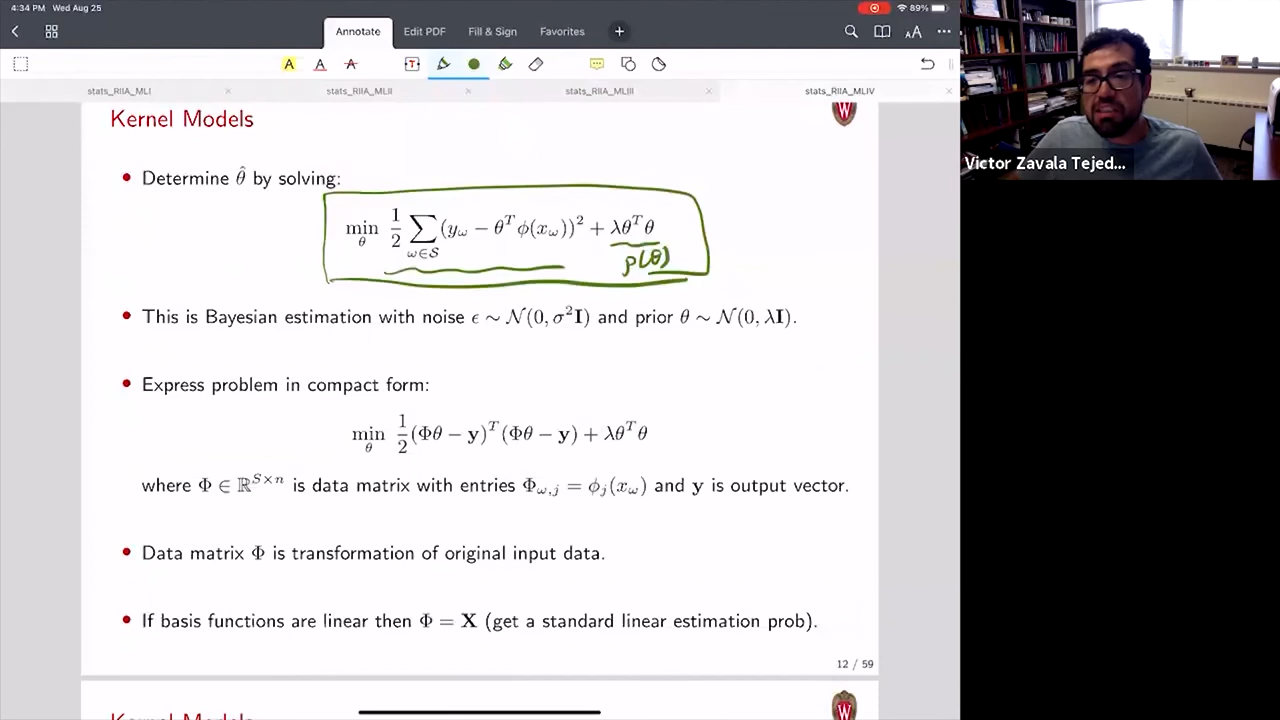 4:34 PM Wed Aug 25
89%
Annotate Edit PDF Fill & Sign Favorites
stats_RIIA_MLI stats_RIIA_MLII stats_RIIA_MLIII stats_RIIA_MLIV
Kernel Models
W
• Determine θ̂ by solving:
min_θ 1/2 ∑_{ω∈S} (y_ω − θ^T ϕ(x_ω))² + λθ^T θ
p(θ)
• This is Bayesian estimation with noise ϵ ∼ N(0, σ²I) and prior θ ∼ N(0, λI).
• Express problem in compact form:
min_θ 1/2 (Φθ − y)^T (Φθ − y) + λθ^T θ
where Φ ∈ ℝ^{S×n} is data matrix with entries Φ_{ω,j} = ϕ_j(x_ω) and y is output vector.
• Data matrix Φ is transformation of original input data.
• If basis functions are linear then Φ = X (get a standard linear estimation prob).
12 / 59
Kernel Models
W
Victor Zavala Tejed...